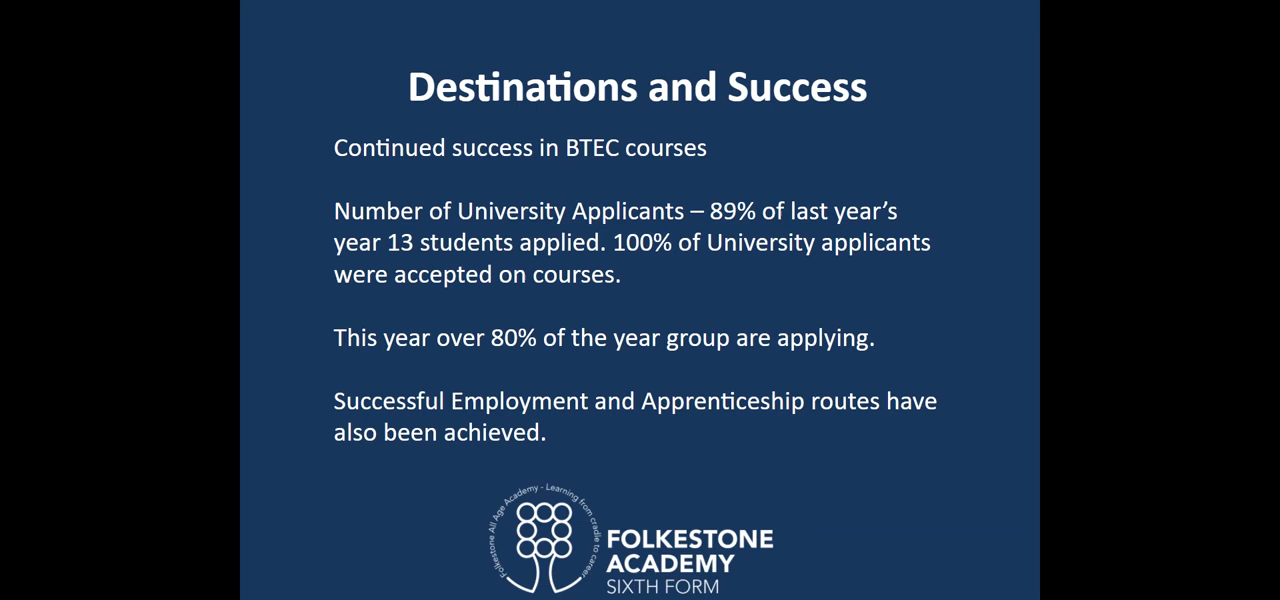 Destinations and Success
Continued success in BTEC courses
Number of University Applicants – 89% of last year’s
year 13 students applied. 100% of University applicants
were accepted on courses.
This year over 80% of the year group are applying.
Successful Employment and Apprenticeship routes have
also been achieved.
Folkestone All Age Academy - Learning from cradle to career
FOLKESTONE
ACADEMY
SIXTH FORM